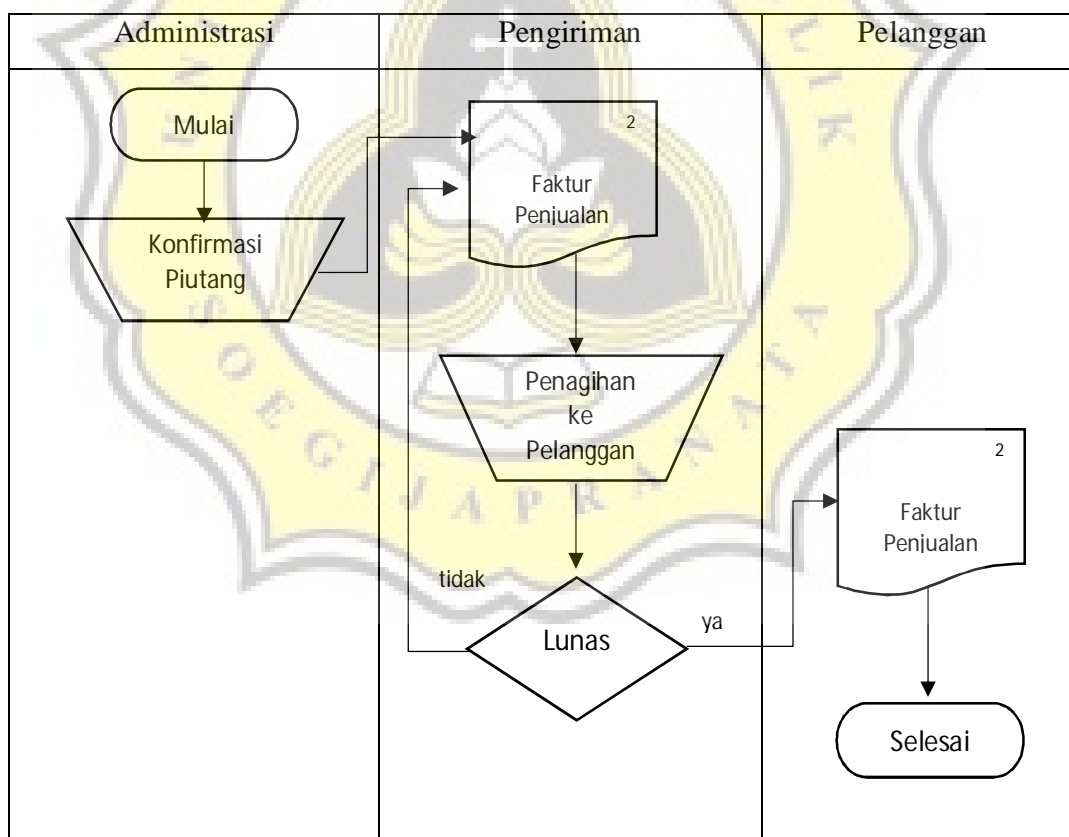 Administrasi
Pengiriman
Pelanggan
Mulai
2
Faktur
Penjualan
Konfirmasi
Piutang
Penagihan
ke
Pelanggan
2
Faktur
Penjualan
tidak
Lunas
ya
Selesai
SOEGIJAPRANATA